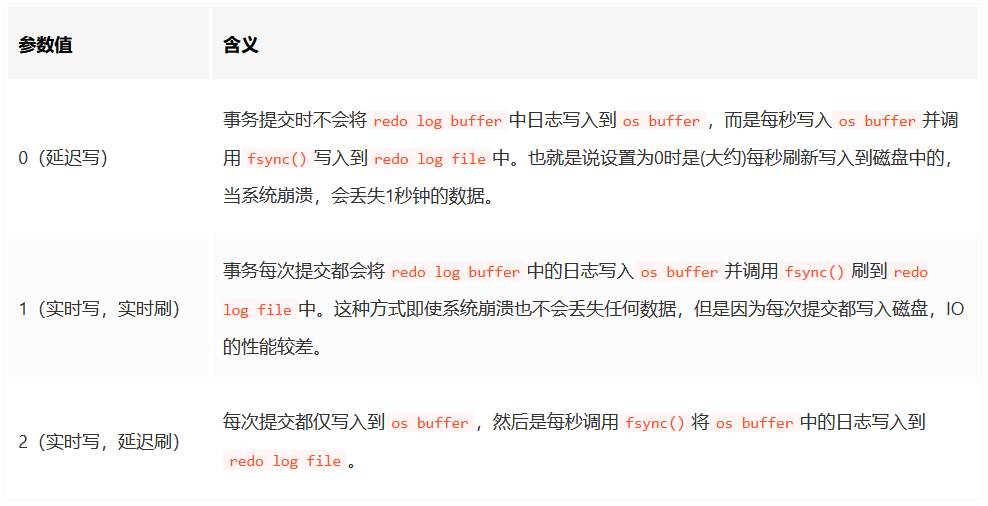 参数值
含义
0（延迟写）
事务提交时不会将 redo log buffer 中日志写入到 os buffer ，而是每秒写入 os buffer 并调
用 fsync() 写入到 redo log file 中。也就是说设置为0时是(大约)每秒刷新写入到磁盘中的，
当系统崩溃，会丢失1秒钟的数据。
1（实时写，实时刷）
事务每次提交都会将 redo log buffer 中的日志写入 os buffer 并调用 fsync() 刷到 redo
log file 中。这种方式即使系统崩溃也不会丢失任何数据，但是因为每次提交都写入磁盘，IO
的性能较差。
2（实时写，延迟刷）
每次提交都仅写入到 os buffer ，然后是每秒调用 fsync() 将 os buffer 中的日志写入到
redo log file 。